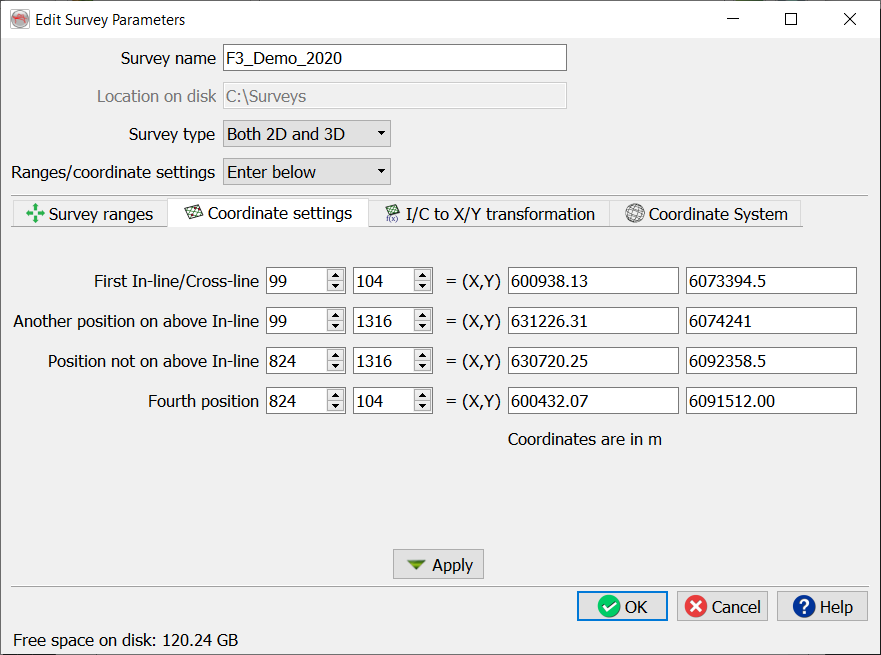 Edit Survey Parameters
Survey name F3_Demo_2020
Location on disk C:\Surveys
Survey type Both 2D and 3D
Ranges/coordinate settings Enter below
Survey ranges Coordinate settings f(x) I/C to X/Y transformation Coordinate System
First In-line/Cross-line 99 104 = (X,Y) 600938.13 6073394.5
Another position on above In-line 99 1316 = (X,Y) 631226.31 6074241
Position not on above In-line 824 1316 = (X,Y) 630720.25 6092358.5
Fourth position 824 104 = (X,Y) 600432.07 6091512.00
Coordinates are in m
Apply
OK Cancel ? Help
Free space on disk: 120.24 GB